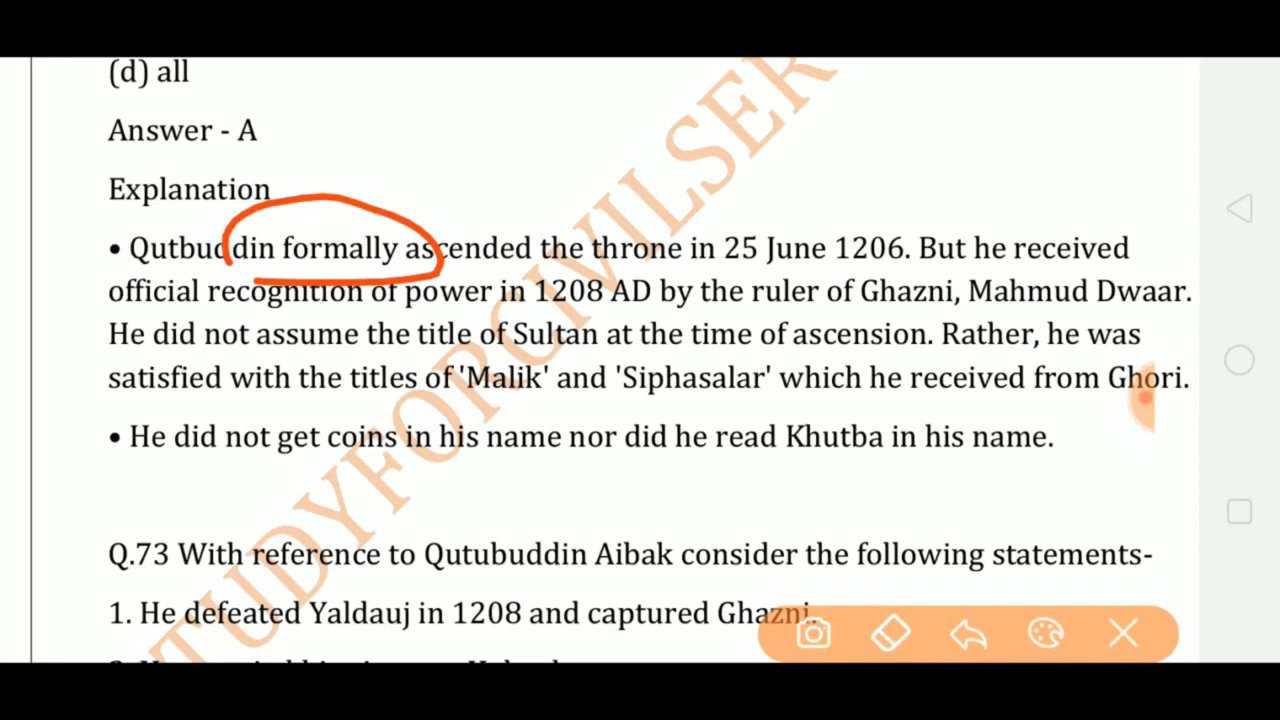 (d) all
Answer - A
Explanation
• Qutbuddin formally ascended the throne in 25 June 1206. But he received
official recognition of power in 1208 AD by the ruler of Ghazni, Mahmud Dwaar.
He did not assume the title of Sultan at the time of ascension. Rather, he was
satisfied with the titles of 'Malik' and 'Siphasalar' which he received from Ghori.
• He did not get coins in his name nor did he read Khutba in his name.
Q.73 With reference to Qutubuddin Aibak consider the following statements-
1. He defeated Yaldauj in 1208 and captured Ghazni.
STUDYFORCIVILSER